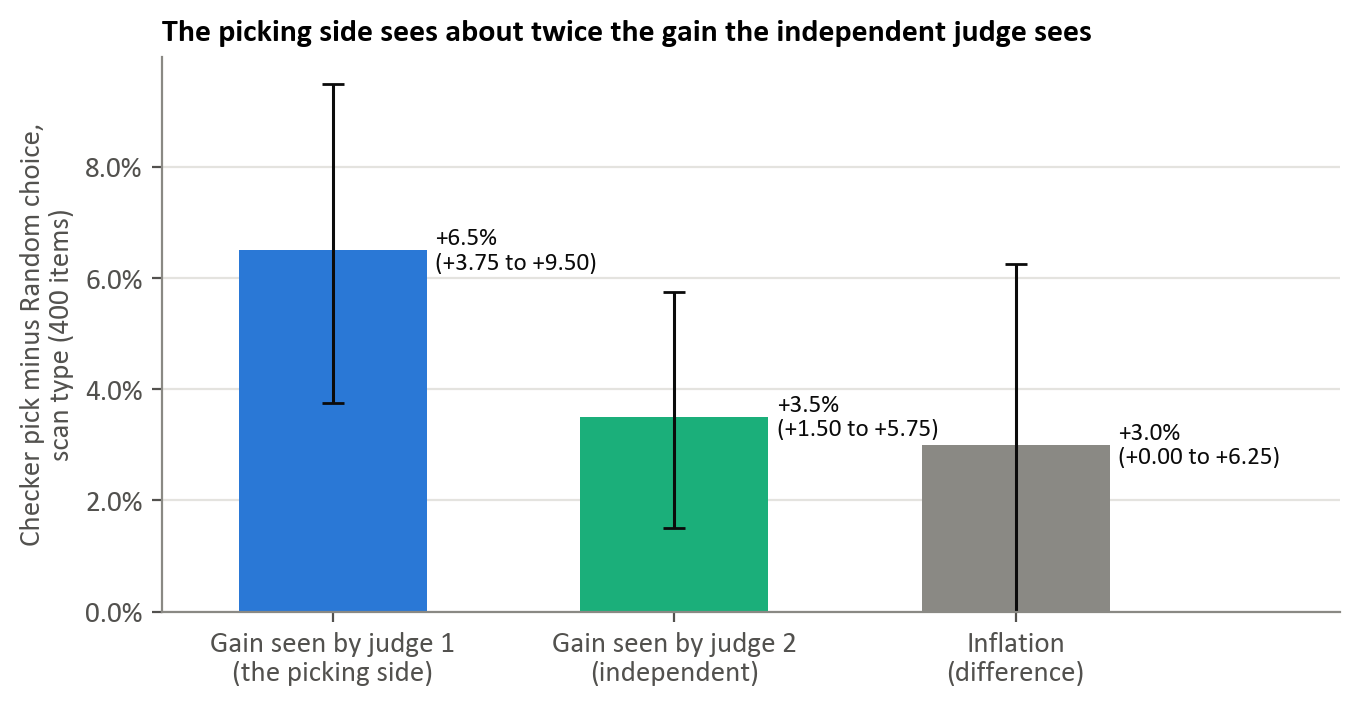 The picking side sees about twice the gain the independent judge sees
Checker pick minus Random choice,
scan type (400 items)
8.0%
6.0%
4.0%
2.0%
0.0%
+6.5%
(+3.75 to +9.50)
+3.5%
(+1.50 to +5.75)
+3.0%
(+0.00 to +6.25)
Gain seen by judge 1
(the picking side)
Gain seen by judge 2
(independent)
Inflation
(difference)